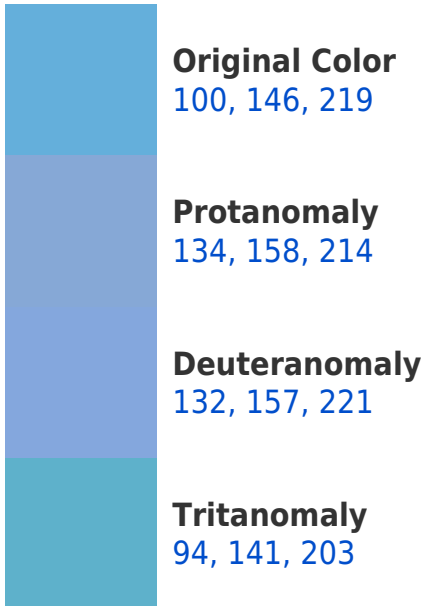 Original Color
100, 146, 219
Protanomaly
134, 158, 214
Deuteranomaly
132, 157, 221
Tritanomaly
94, 141, 203